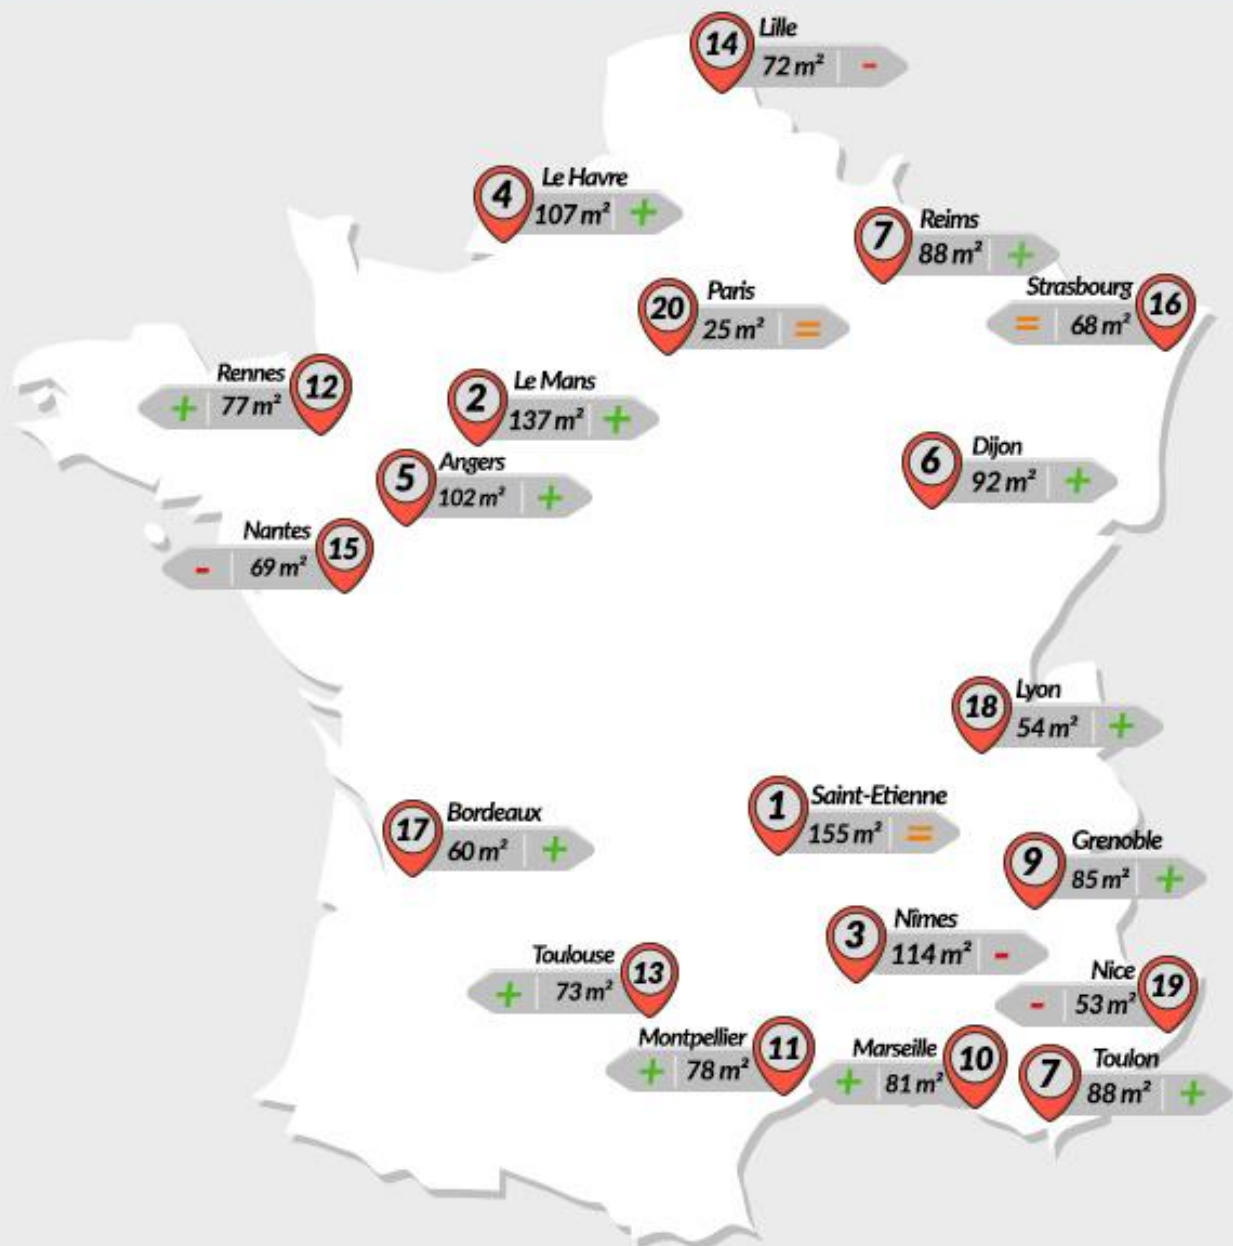 14 Lille
72 m² -
4 Le Havre
107 m² +
7 Reims
88 m² +
Strasbourg 16
= 68 m²
20 Paris
25 m² =
Rennes 12
+ 77 m²
2 Le Mans
137 m² +
6 Dijon
92 m² +
5 Angers
102 m² +
Nantes 15
- 69 m²
18 Lyon
54 m² +
1 Saint-Etienne
155 m² =
17 Bordeaux
60 m² +
9 Grenoble
85 m² +
3 Nîmes
114 m² -
Toulouse 13
+ 73 m²
Nice 19
- 53 m²
Montpellier 11
+ 78 m²
Marseille 10
+ 81 m²
7 Toulon
88 m² +